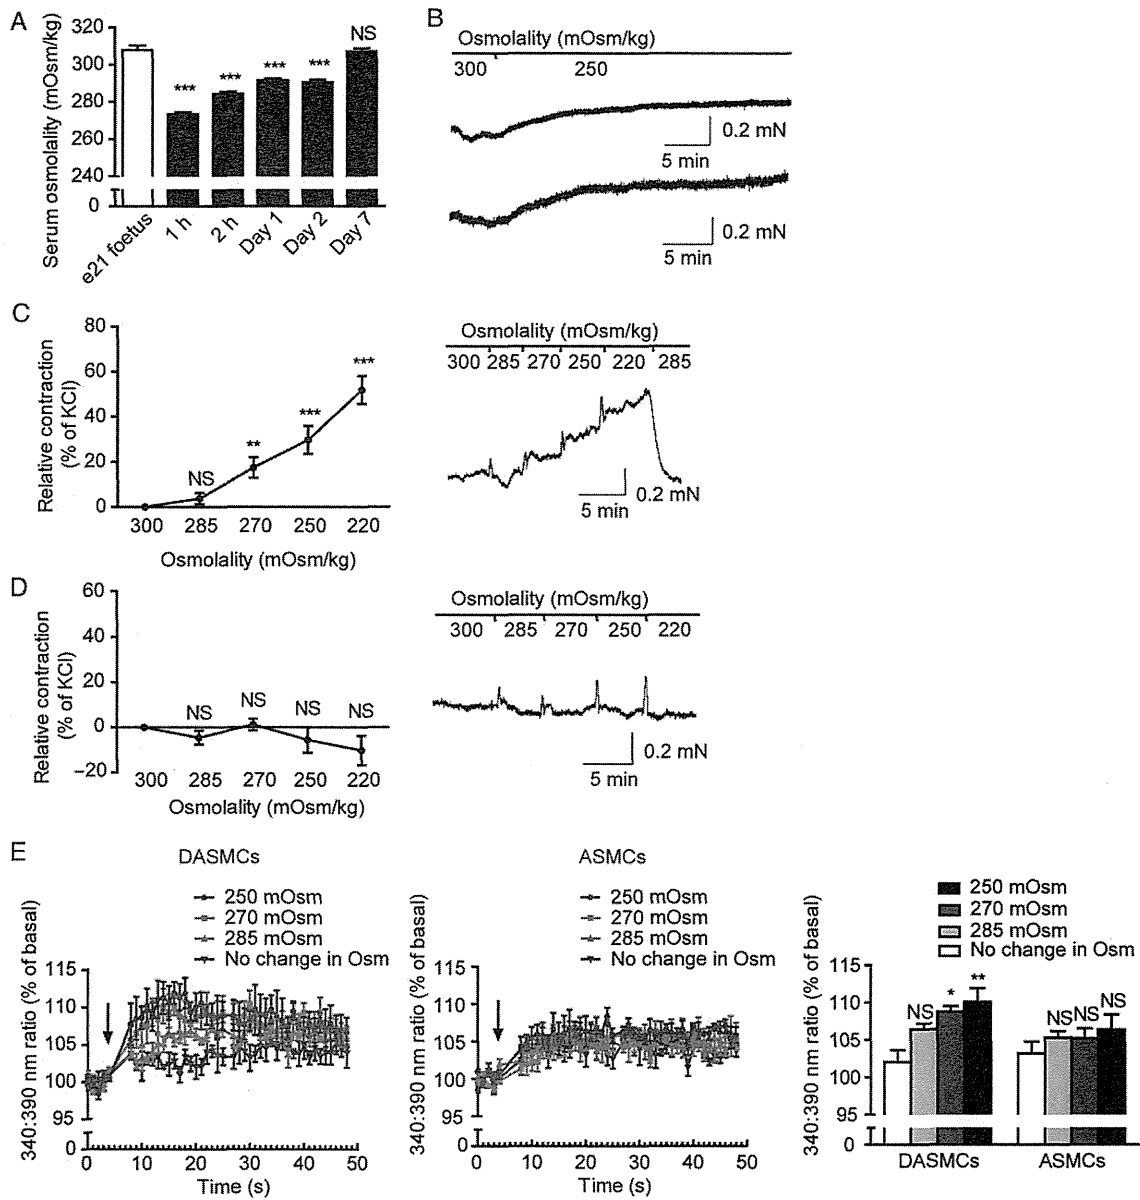 A
Serum osmolality (mOsm/kg)
320
300
280
260
240
0
***
***
***
***
NS
e21 foetus
1 h
2 h
Day 1
Day 2
Day 7
B
Osmolality (mOsm/kg)
300 250
0.2 mN
5 min
0.2 mN
5 min
C
Relative contraction
(% of KCl)
80
60
40
20
0
NS
**
***
***
300 285 270 250 220
Osmolality (mOsm/kg)
Osmolality (mOsm/kg)
300 285 270 250 220 285
0.2 mN
5 min
D
Relative contraction
(% of KCl)
60
40
20
0
−20
NS
NS
NS
NS
300 285 270 250 220
Osmolality (mOsm/kg)
Osmolality (mOsm/kg)
300 285 270 250 220
0.2 mN
5 min
E
DASMCs
250 mOsm
270 mOsm
285 mOsm
No change in Osm
340:390 nm ratio (% of basal)
115
110
105
100
95
0
0 10 20 30 40 50
Time (s)
ASMCs
250 mOsm
270 mOsm
285 mOsm
No change in Osm
340:390 nm ratio (% of basal)
115
110
105
100
95
0
0 10 20 30 40 50
Time (s)
250 mOsm
270 mOsm
285 mOsm
No change in Osm
340:390 nm ratio (% of basal)
115
110
105
100
95
0
NS
*
**
NS
NS
NS
DASMCs ASMCs